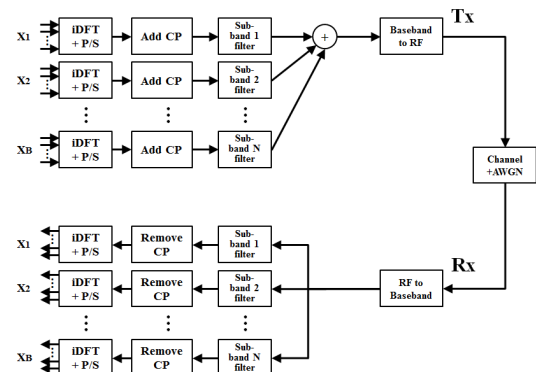 Tx
X1
iDFT
+ P/S
Add CP
Sub-
band 1
filter
+
Baseband
to RF
X2
iDFT
+ P/S
Add CP
Sub-
band 2
filter
XB
iDFT
+ P/S
Add CP
Sub-
band N
filter
Channel
+AWGN
X1
iDFT
+ P/S
Remove
CP
Sub-
band 1
filter
Rx
X2
iDFT
+ P/S
Remove
CP
Sub-
band 2
filter
RF to
Baseband
XB
iDFT
+ P/S
Remove
CP
Sub-
band N
filter